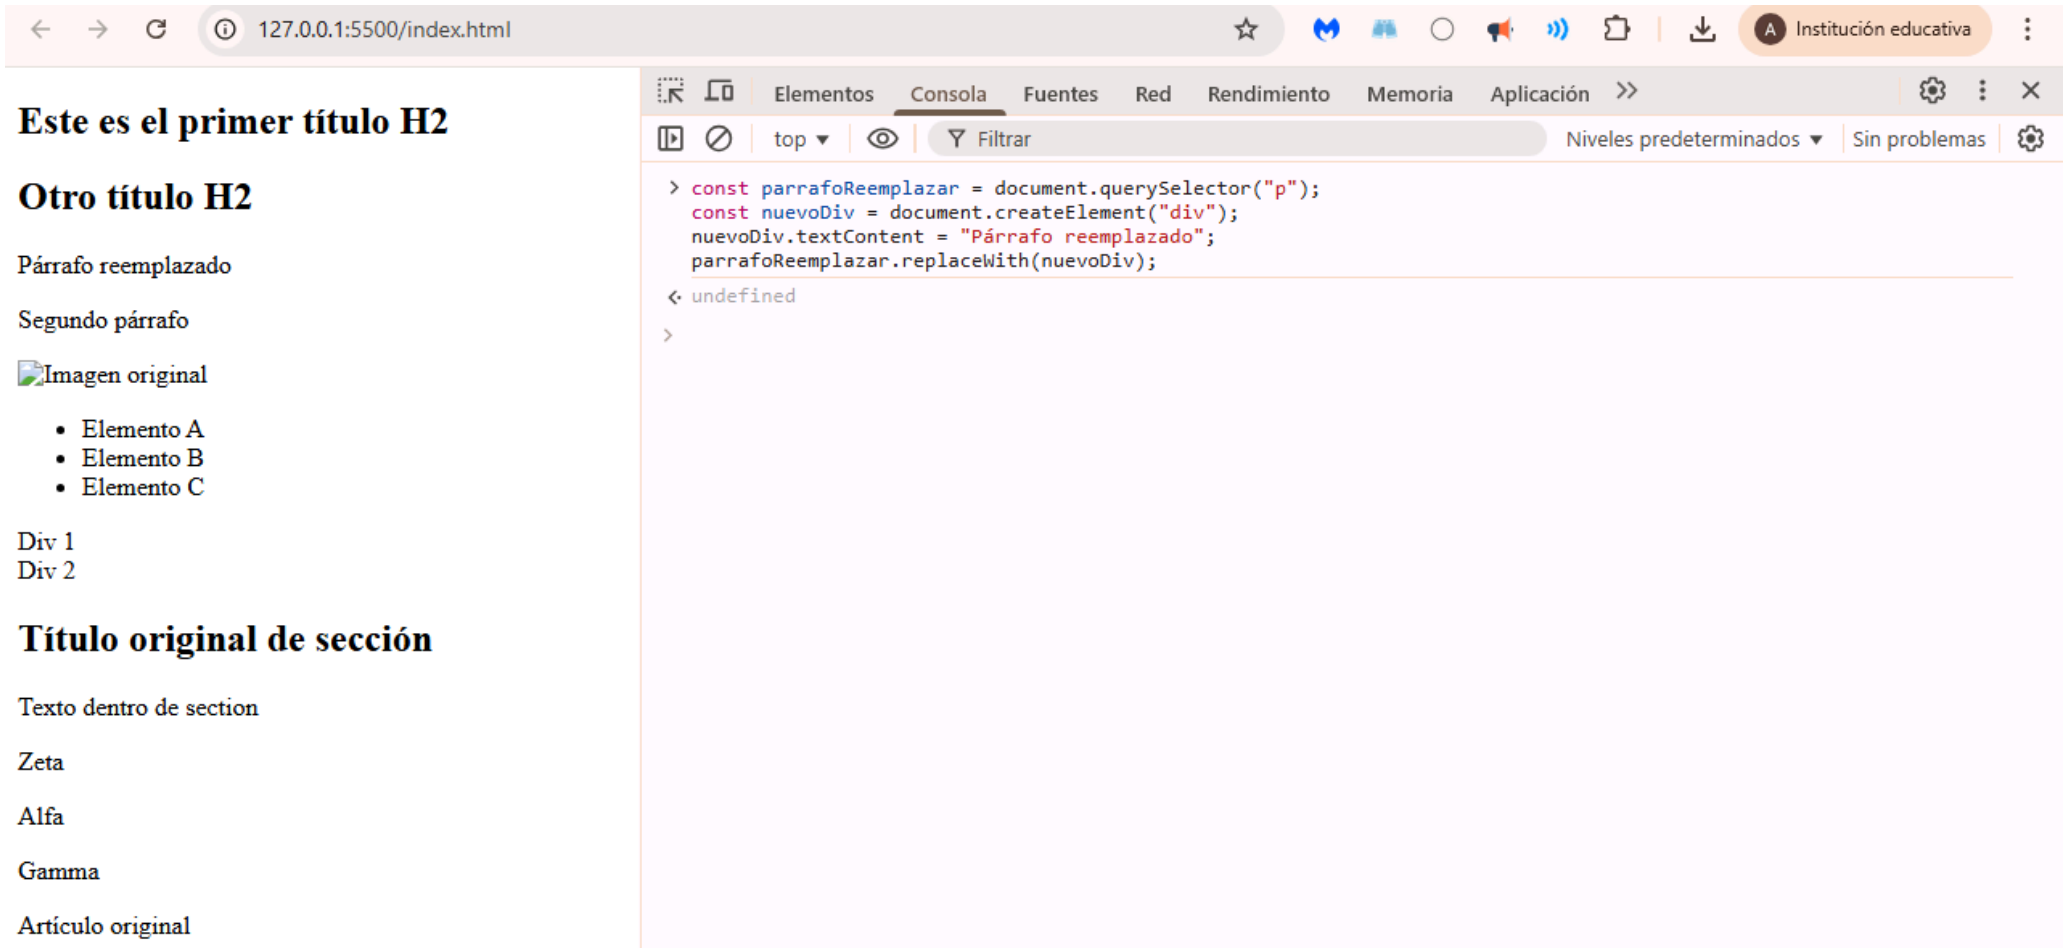 127.0.0.1:5500/index.html
A Institución educativa
Este es el primer título H2
Otro título H2
Párrafo reemplazado
Segundo párrafo
Imagen original
Elemento A
Elemento B
Elemento C
Div 1
Div 2
Título original de sección
Texto dentro de section
Zeta
Alfa
Gamma
Artículo original
Elementos Consola Fuentes Red Rendimiento Memoria Aplicación
top Filtrar Niveles predeterminados Sin problemas
const parrafoReemplazar = document.querySelector("p");
const nuevoDiv = document.createElement("div");
nuevoDiv.textContent = "Párrafo reemplazado";
parrafoReemplazar.replaceWith(nuevoDiv);
undefined